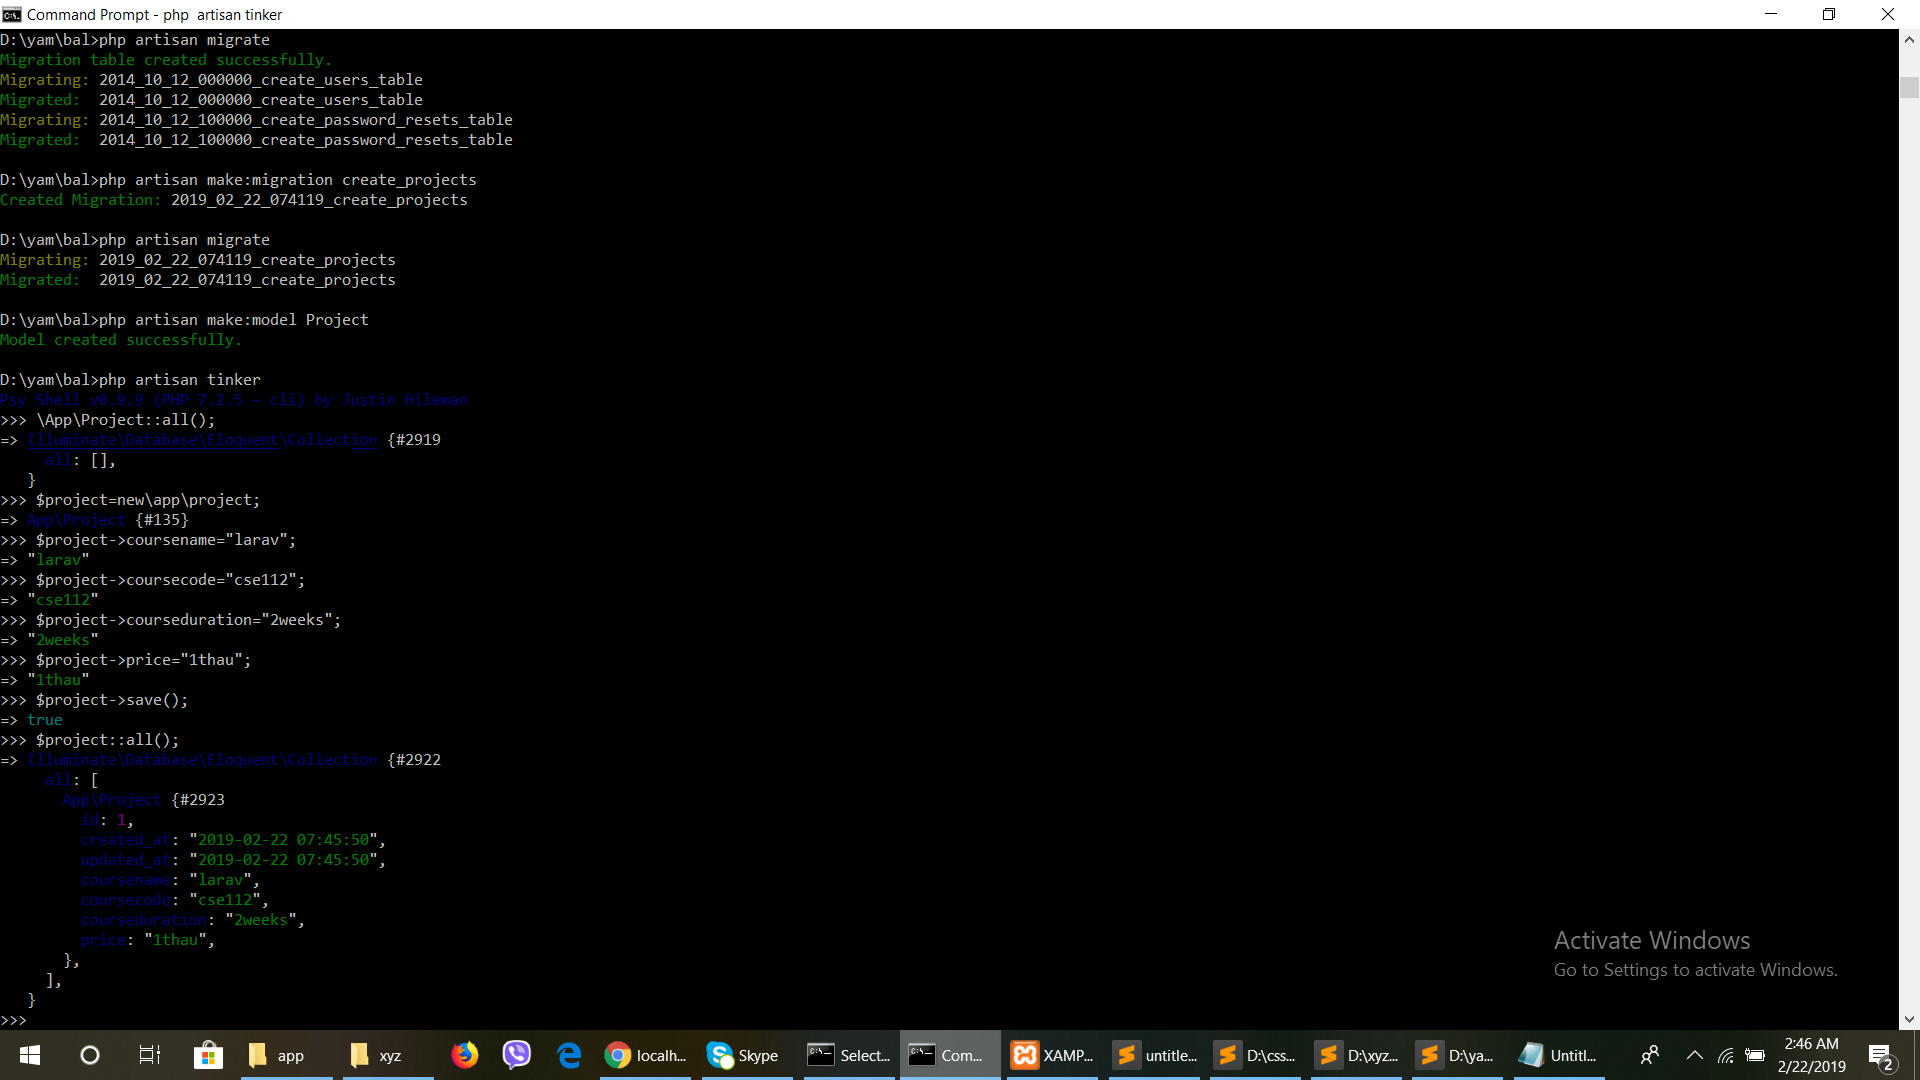 Command Prompt - php  artisan tinker
D:\yam\bal>php artisan migrate
Migration table created successfully.
Migrating: 2014_10_12_000000_create_users_table
Migrated:  2014_10_12_000000_create_users_table
Migrating: 2014_10_12_100000_create_password_resets_table
Migrated:  2014_10_12_100000_create_password_resets_table
D:\yam\bal>php artisan make:migration create_projects
Created Migration: 2019_02_22_074119_create_projects
D:\yam\bal>php artisan migrate
Migrating: 2019_02_22_074119_create_projects
Migrated:  2019_02_22_074119_create_projects
D:\yam\bal>php artisan make:model Project
Model created successfully.
D:\yam\bal>php artisan tinker
Psy Shell v0.9.9 (PHP 7.2.5 — cli) by Justin Hileman
>>> \App\Project::all();
=> Illuminate\Database\Eloquent\Collection {#2919
     all: [],
   }
>>> $project=new\app\project;
=> App\Project {#135}
>>> $project->coursename="larav";
=> "larav"
>>> $project->coursecode="cse112";
=> "cse112"
>>> $project->courseduration="2weeks";
=> "2weeks"
>>> $project->price="1thau";
=> "1thau"
>>> $project->save();
=> true
>>> $project::all();
=> Illuminate\Database\Eloquent\Collection {#2922
     all: [
       App\Project {#2923
         id: 1,
         created_at: "2019-02-22 07:45:50",
         updated_at: "2019-02-22 07:45:50",
         coursename: "larav",
         coursecode: "cse112",
         courseduration: "2weeks",
         price: "1thau",
       },
     ],
   }
>>>
Activate Windows
Go to Settings to activate Windows.
app
xyz
localh...
Skype
Select...
Com...
XAMP...
untitle...
D:\css...
D:\xyz...
D:\ya...
Untitl...
2:46 AM
2/22/2019
2